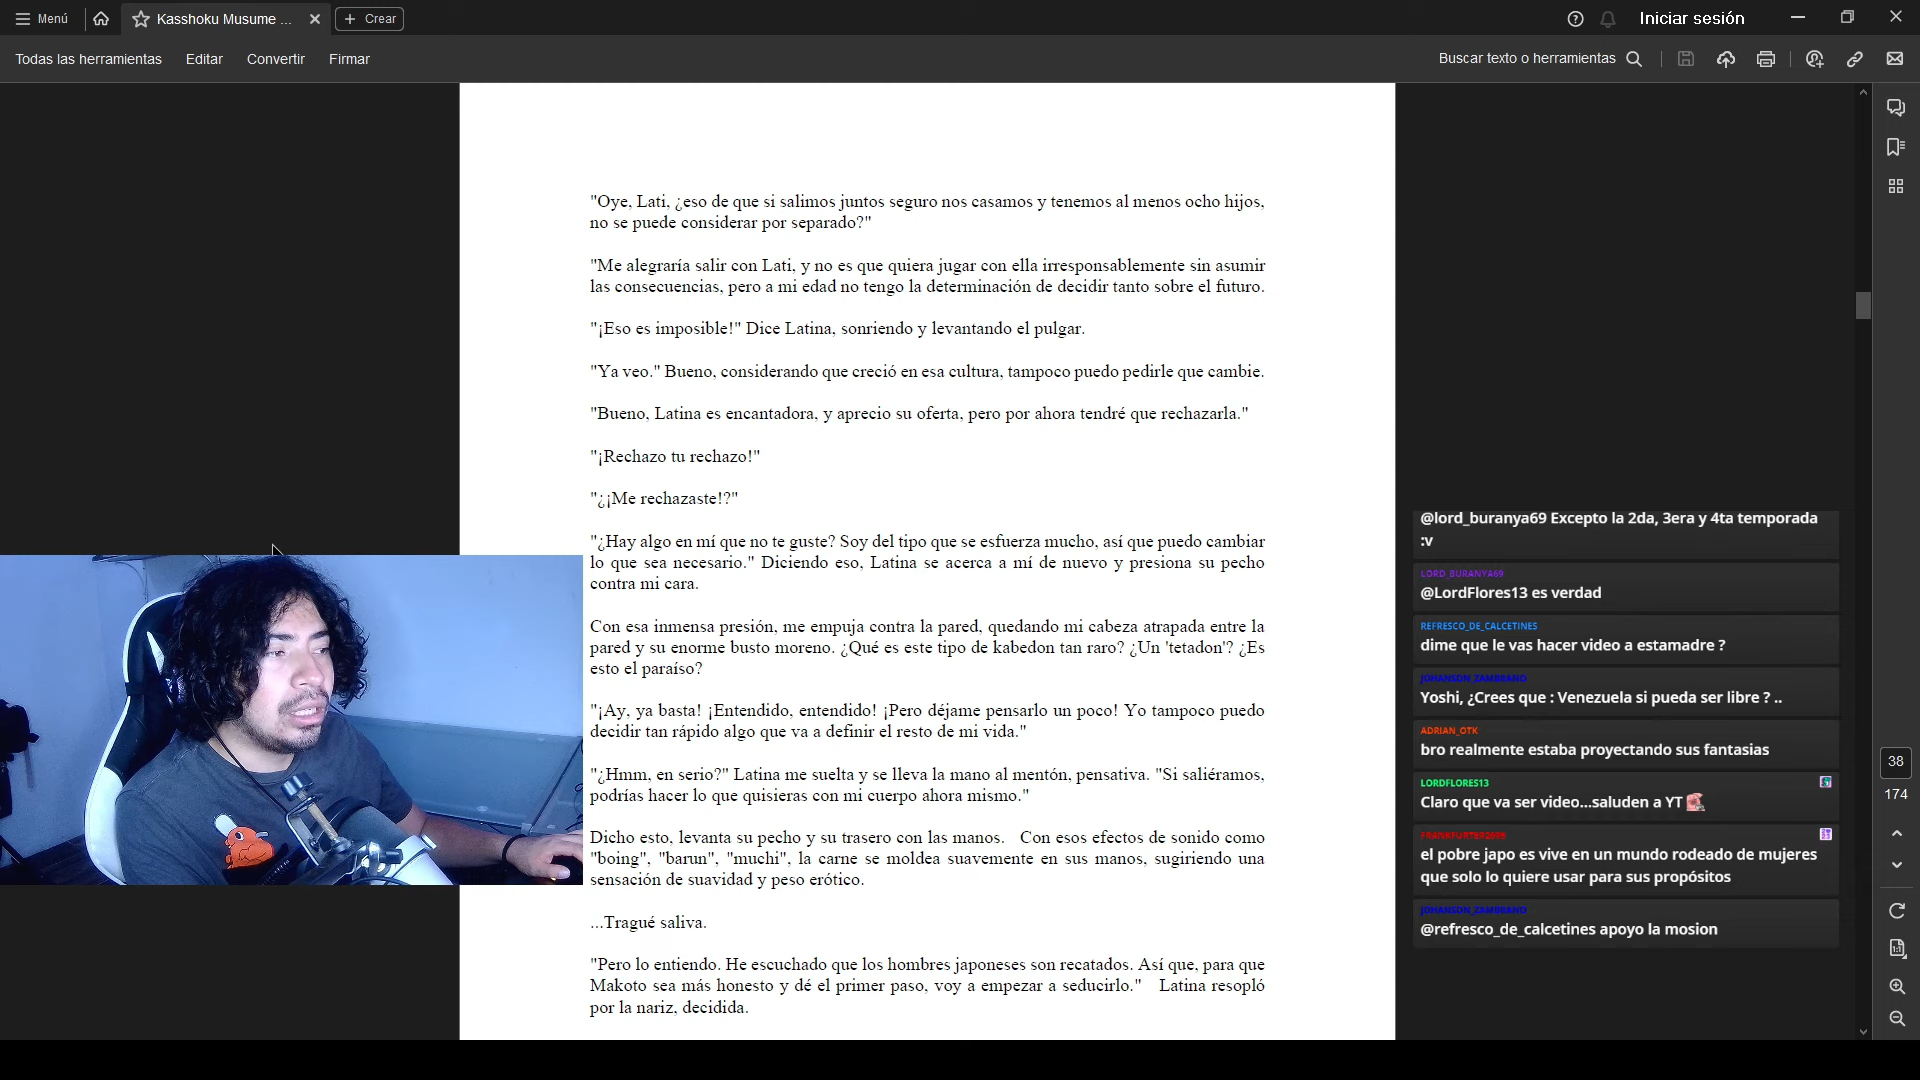 Menú
Kasshoku Musume ...
Crear
Iniciar sesión
Todas las herramientas
Editar
Convertir
Firmar
Buscar texto o herramientas
"Oye, Lati, ¿eso de que si salimos juntos seguro nos casamos y tenemos al menos ocho hijos,
no se puede considerar por separado?"
"Me alegraría salir con Lati, y no es que quiera jugar con ella irresponsablemente sin asumir
las consecuencias, pero a mi edad no tengo la determinación de decidir tanto sobre el futuro.
"¡Eso es imposible!" Dice Latina, sonriendo y levantando el pulgar.
"Ya veo." Bueno, considerando que creció en esa cultura, tampoco puedo pedirle que cambie.
"Bueno, Latina es encantadora, y aprecio su oferta, pero por ahora tendré que rechazarla."
"¡Rechazo tu rechazo!"
"¿¡Me rechazaste!?"
"¿Hay algo en mí que no te guste? Soy del tipo que se esfuerza mucho, así que puedo cambiar
lo que sea necesario." Diciendo eso, Latina se acerca a mí de nuevo y presiona su pecho
contra mi cara.
Con esa inmensa presión, me empuja contra la pared, quedando mi cabeza atrapada entre la
pared y su enorme busto moreno. ¿Qué es este tipo de kabedon tan raro? ¿Un 'tetadon'? ¿Es
esto el paraíso?
"¡Ay, ya basta! ¡Entendido, entendido! ¡Pero déjame pensarlo un poco! Yo tampoco puedo
decidir tan rápido algo que va a definir el resto de mi vida."
"¿Hmm, en serio?" Latina me suelta y se lleva la mano al mentón, pensativa. "Si saliéramos,
podrías hacer lo que quisieras con mi cuerpo ahora mismo."
Dicho esto, levanta su pecho y su trasero con las manos. Con esos efectos de sonido como
"boing", "barun", "muchi", la carne se moldea suavemente en sus manos, sugiriendo una
sensación de suavidad y peso erótico.
...Tragué saliva.
"Pero lo entiendo. He escuchado que los hombres japoneses son recatados. Así que, para que
Makoto sea más honesto y dé el primer paso, voy a empezar a seducirlo." Latina resopló
por la nariz, decidida.
@lord_buranya69 Excepto la 2da, 3era y 4ta temporada
:v
LORD_BURANYA69
@LordFlores13 es verdad
REFRESCO_DE_CALCETINES
dime que le vas hacer video a estamadre ?
JOHANSON_ZAMBRANO
Yoshi, ¿Crees que : Venezuela si pueda ser libre ? ..
ADRIAN_OTK
bro realmente estaba proyectando sus fantasias
LORDFLORES13
Claro que va ser video...saluden a YT
el pobre japo es vive en un mundo rodeado de mujeres
que solo lo quiere usar para sus propósitos
JOHANSON_ZAMBRANO
@refresco_de_calcetines apoyo la mosion
38
174
1:1